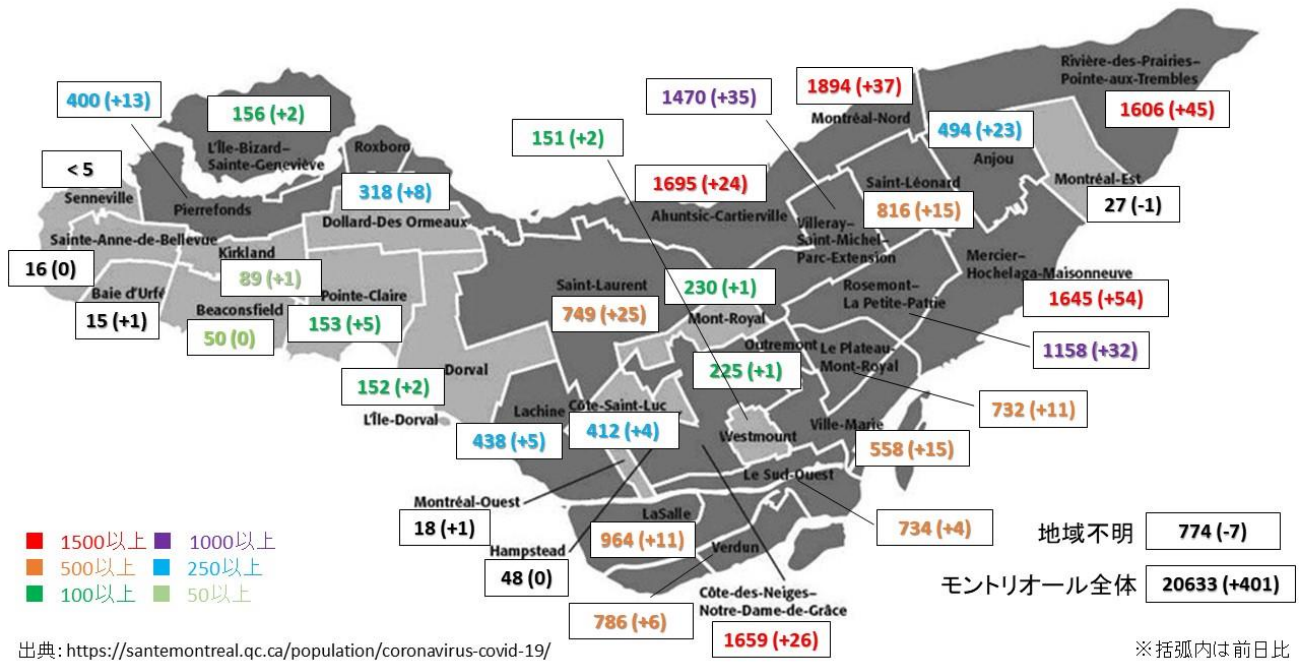 Rivière-des-Prairies–
Pointe-aux-Trembles
1606 (+45)
1894 (+37)
Montréal-Nord
1470 (+35)
494 (+23)
Anjou
400 (+13)
156 (+2)
L'Île-Bizard–
Sainte-Geneviève
Roxboro
151 (+2)
< 5
Senneville
Pierrefonds
318 (+8)
Dollard-Des Ormeaux
1695 (+24)
Ahuntsic-Cartierville
Saint-Léonard
816 (+15)
Montréal-Est
27 (-1)
Villeray–
Saint-Michel–
Parc-Extension
Sainte-Anne-de-Bellevue
16 (0)
Kirkland
89 (+1)
Baie d'Urfé
15 (+1)
Beaconsfield
50 (0)
Pointe-Claire
153 (+5)
Saint-Laurent
749 (+25)
230 (+1)
Mont-Royal
Mercier–
Hochelaga-Maisonneuve
1645 (+54)
Rosemont–
La Petite-Patrie
1158 (+32)
Outremont
225 (+1)
Le Plateau-
Mont-Royal
732 (+11)
Dorval
152 (+2)
L'Île-Dorval
Lachine
438 (+5)
Côte-Saint-Luc
412 (+4)
Westmount
Ville-Marie
558 (+15)
Le Sud-Ouest
734 (+4)
Montréal-Ouest
18 (+1)
Hampstead
48 (0)
LaSalle
964 (+11)
Verdun
786 (+6)
Côte-des-Neiges–
Notre-Dame-de-Grâce
1659 (+26)
地域不明 774 (-7)
モントリオール全体 20633 (+401)
1500以上 1000以上
500以上 250以上
100以上 50以上
出典: https://santemontreal.qc.ca/population/coronavirus-covid-19/
※括弧内は前日比